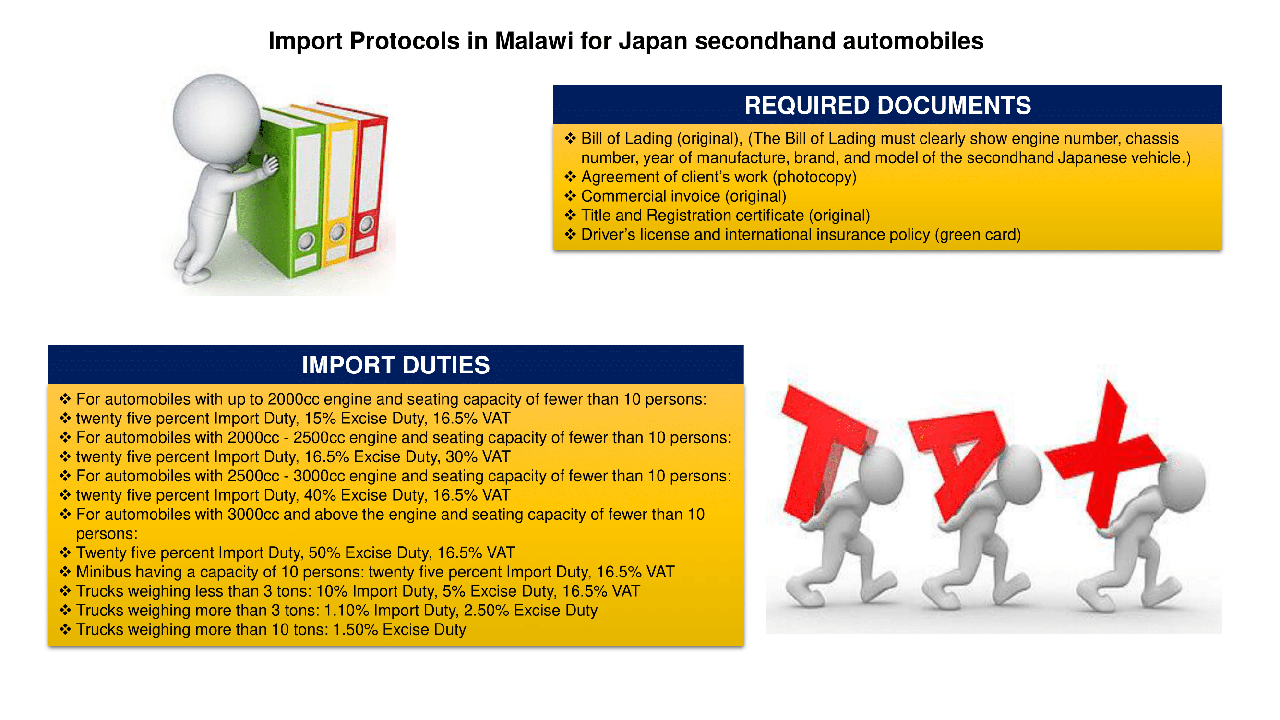 Import Protocols in Malawi for Japan secondhand automobiles
REQUIRED DOCUMENTS
❖ Bill of Lading (original), (The Bill of Lading must clearly show engine number, chassis
number, year of manufacture, brand, and model of the secondhand Japanese vehicle.)
❖ Agreement of client's work (photocopy)
❖ Commercial invoice (original)
❖ Title and Registration certificate (original)
❖ Driver's license and international insurance policy (green card)
IMPORT DUTIES
❖ For automobiles with up to 2000cc engine and seating capacity of fewer than 10 persons:
❖ twenty five percent Import Duty, 15% Excise Duty, 16.5% VAT
❖ For automobiles with 2000cc - 2500cc engine and seating capacity of fewer than 10 persons:
❖ twenty five percent Import Duty, 16.5% Excise Duty, 30% VAT
❖ For automobiles with 2500cc - 3000cc engine and seating capacity of fewer than 10 persons:
❖ twenty five percent Import Duty, 40% Excise Duty, 16.5% VAT
❖ For automobiles with 3000cc and above the engine and seating capacity of fewer than 10
persons:
❖ Twenty five percent Import Duty, 50% Excise Duty, 16.5% VAT
❖ Minibus having a capacity of 10 persons: twenty five percent Import Duty, 16.5% VAT
❖ Trucks weighing less than 3 tons: 10% Import Duty, 5% Excise Duty, 16.5% VAT
❖ Trucks weighing more than 3 tons: 1.10% Import Duty, 2.50% Excise Duty
❖ Trucks weighing more than 10 tons: 1.50% Excise Duty
TAX